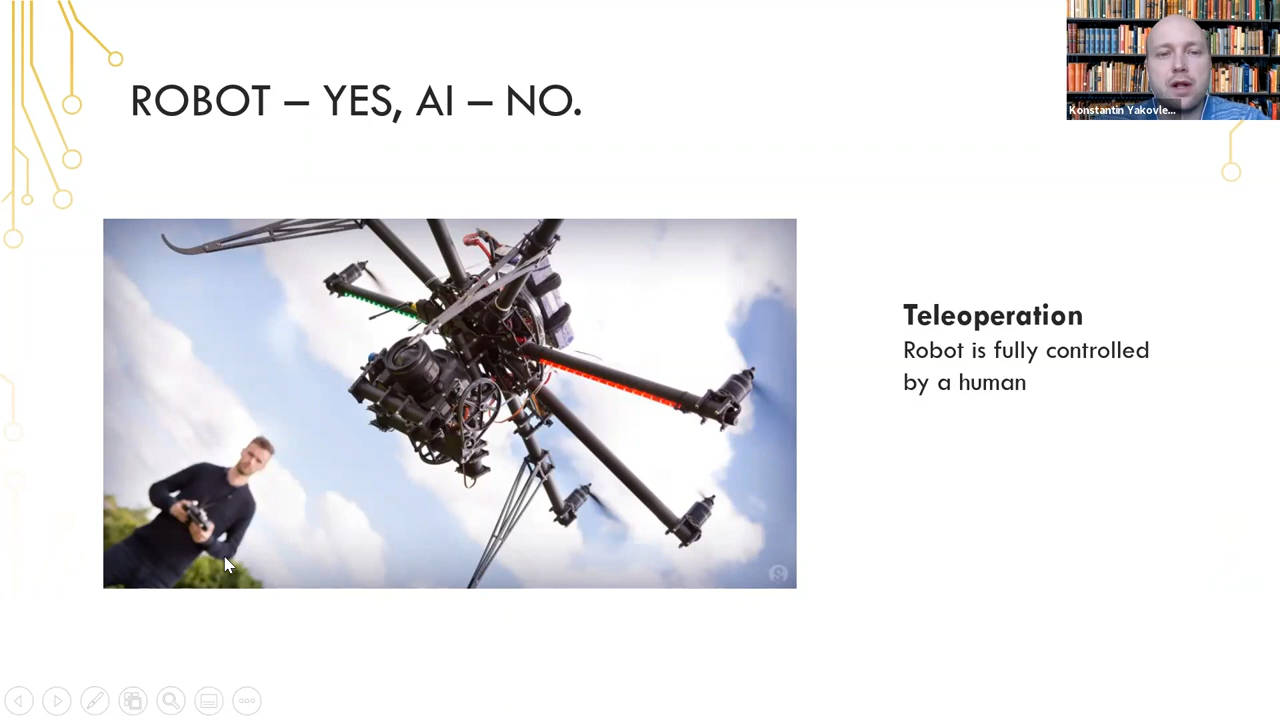 ROBOT – YES, AI – NO.
Konstantin Yakovle...
Teleoperation
Robot is fully controlled
by a human